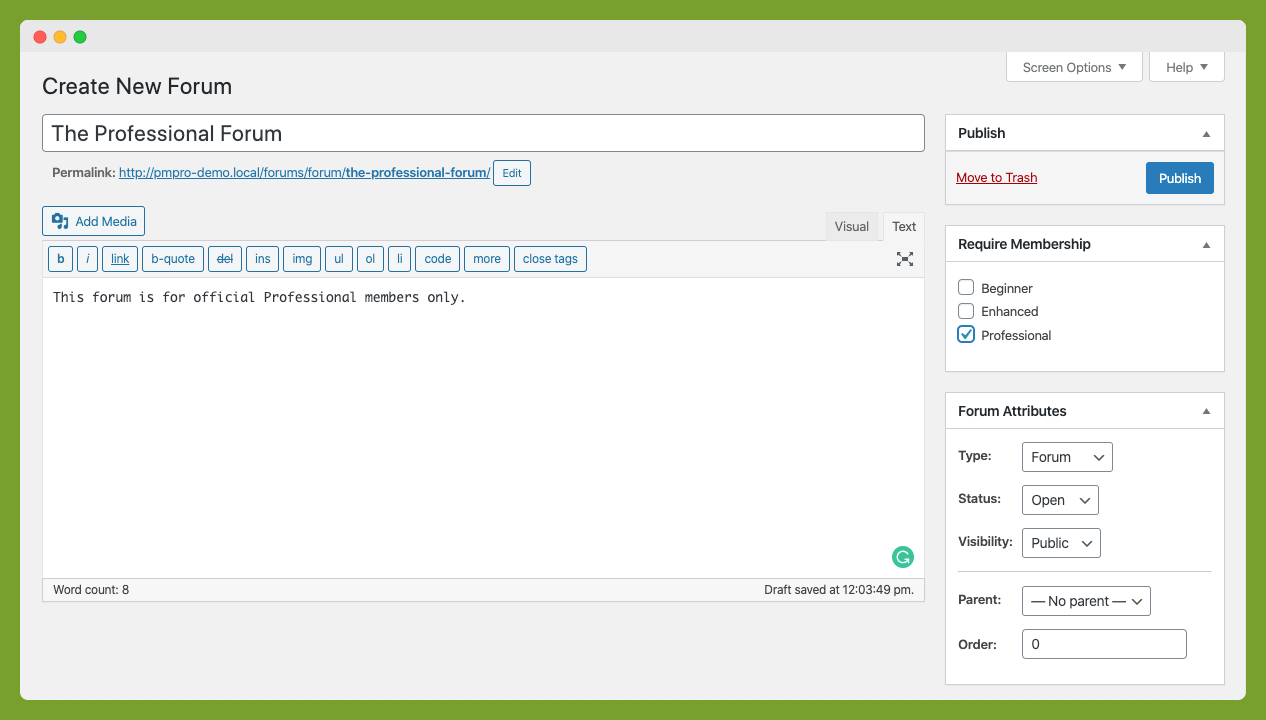 Screen Options ▼ Help ▼
Create New Forum
The Professional Forum
Permalink: http://pmpro-demo.local/forums/forum/the-professional-forum/ Edit
Add Media
Visual Text
b i link b-quote del ins img ul ol li code more close tags
This forum is for official Professional members only.
Word count: 8 Draft saved at 12:03:49 pm.
Publish
Move to Trash Publish
Require Membership
Beginner
Enhanced
Professional
Forum Attributes
Type: Forum
Status: Open
Visibility: Public
Parent: — No parent —
Order: 0